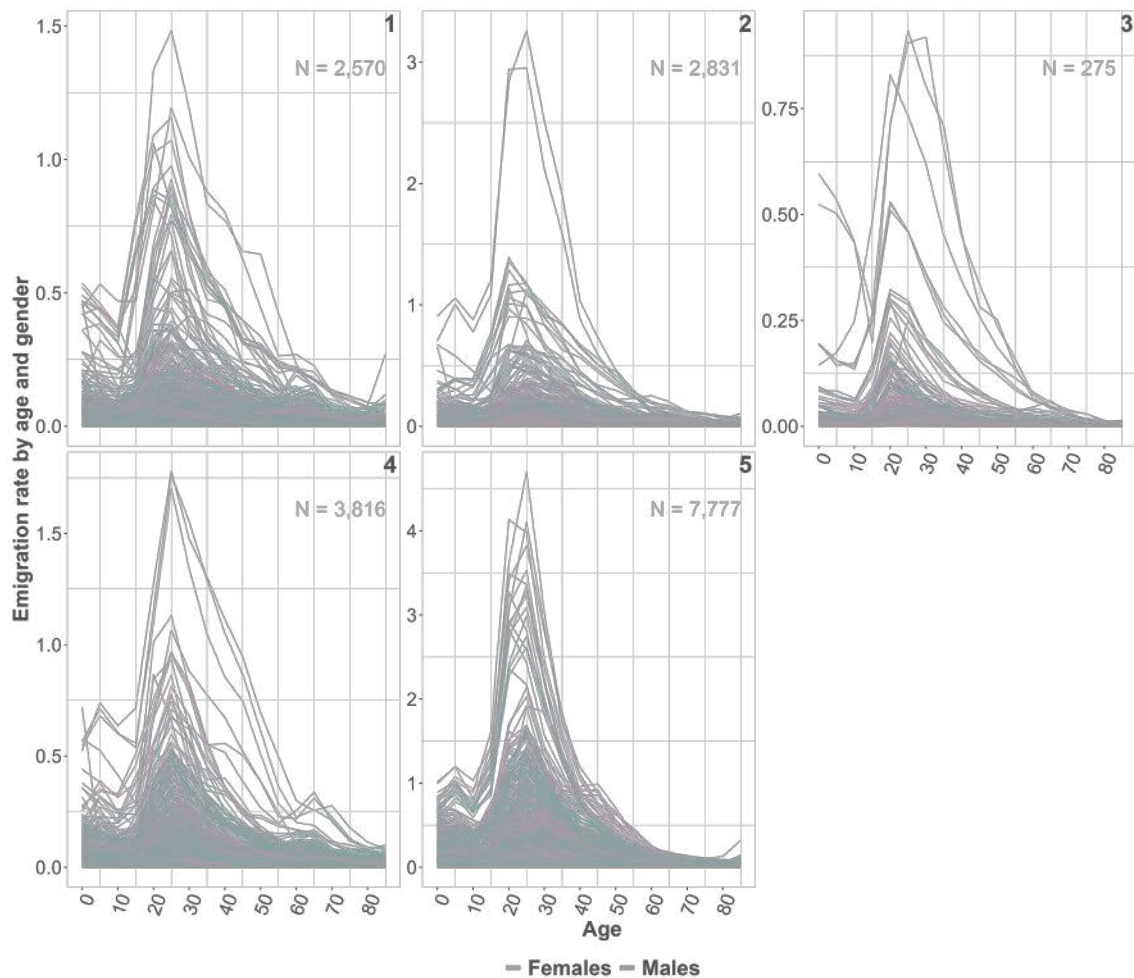 Emigration rate by age and gender
1
N = 2,570
1.5
1.0
0.5
0.0
2
N = 2,831
3
2
1
0
3
N = 275
0.75
0.50
0.25
0.00
0 10 20 30 40 50 60 70 80
4
N = 3,816
1.5
1.0
0.5
0.0
0 10 20 30 40 50 60 70 80
5
N = 7,777
4
3
2
1
0
0 10 20 30 40 50 60 70 80
Age
Females Males